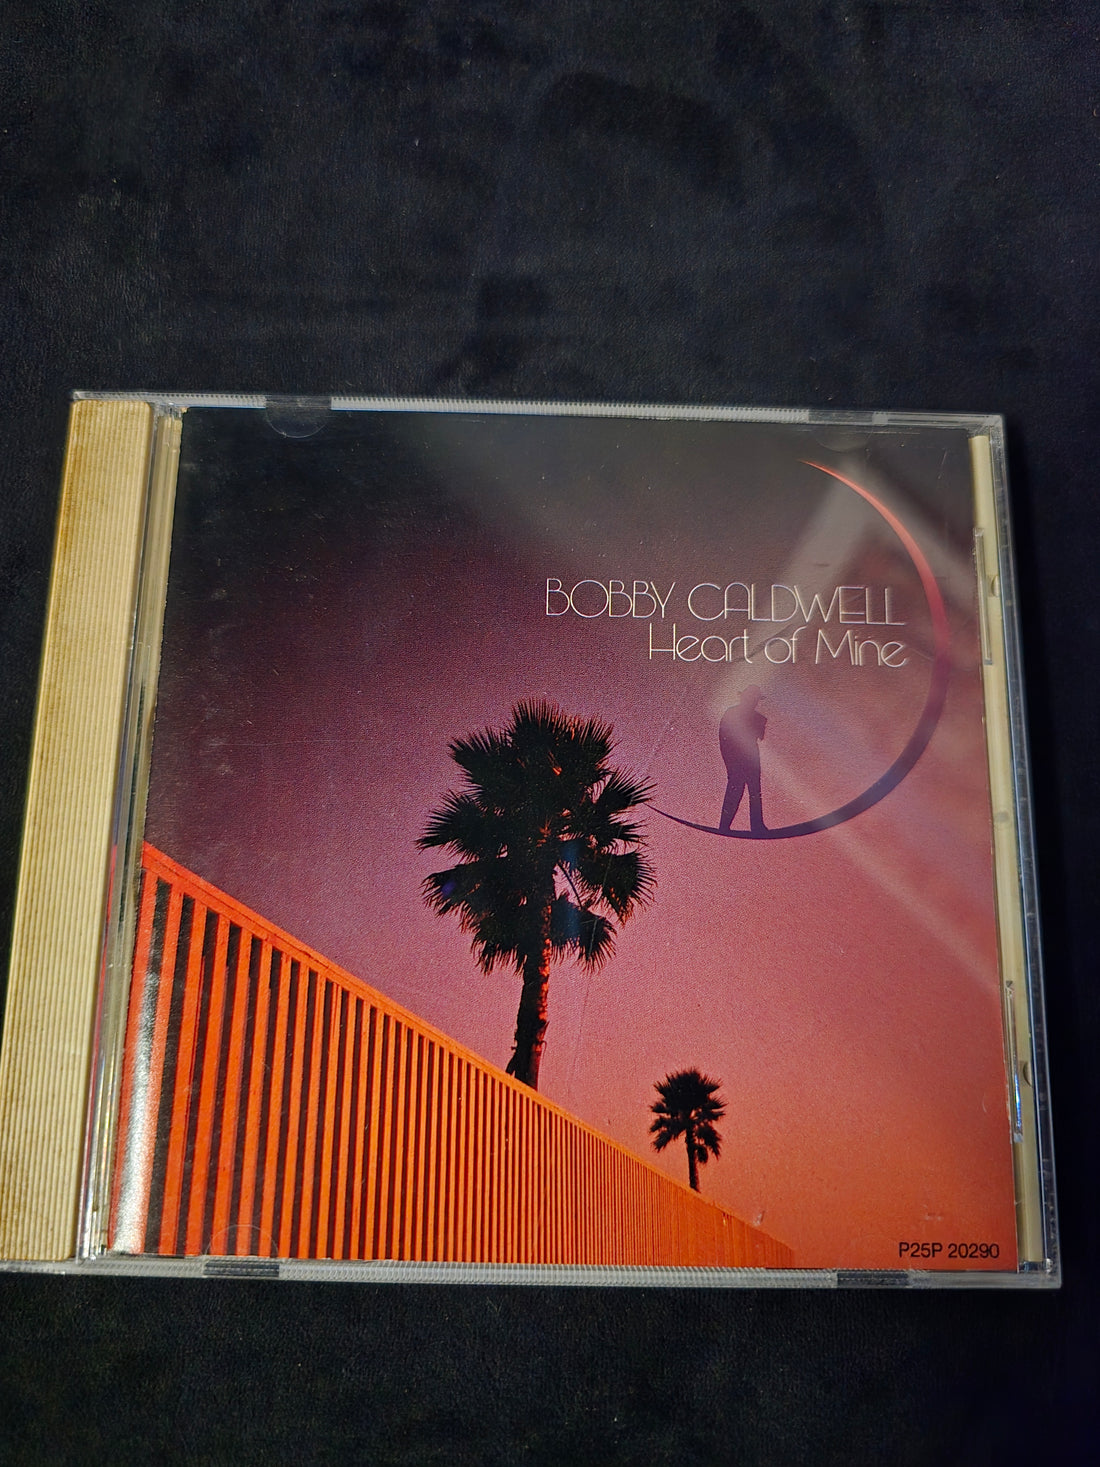 BOBBY CALDWELL
Heart of Mine
P25P 20290